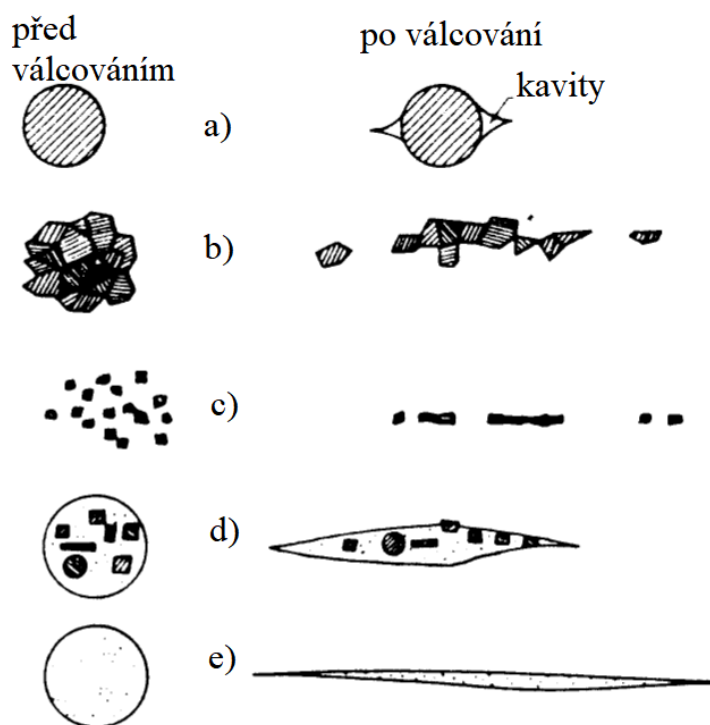 před
válcováním
po válcování
kavity
a)
b)
c)
d)
e)